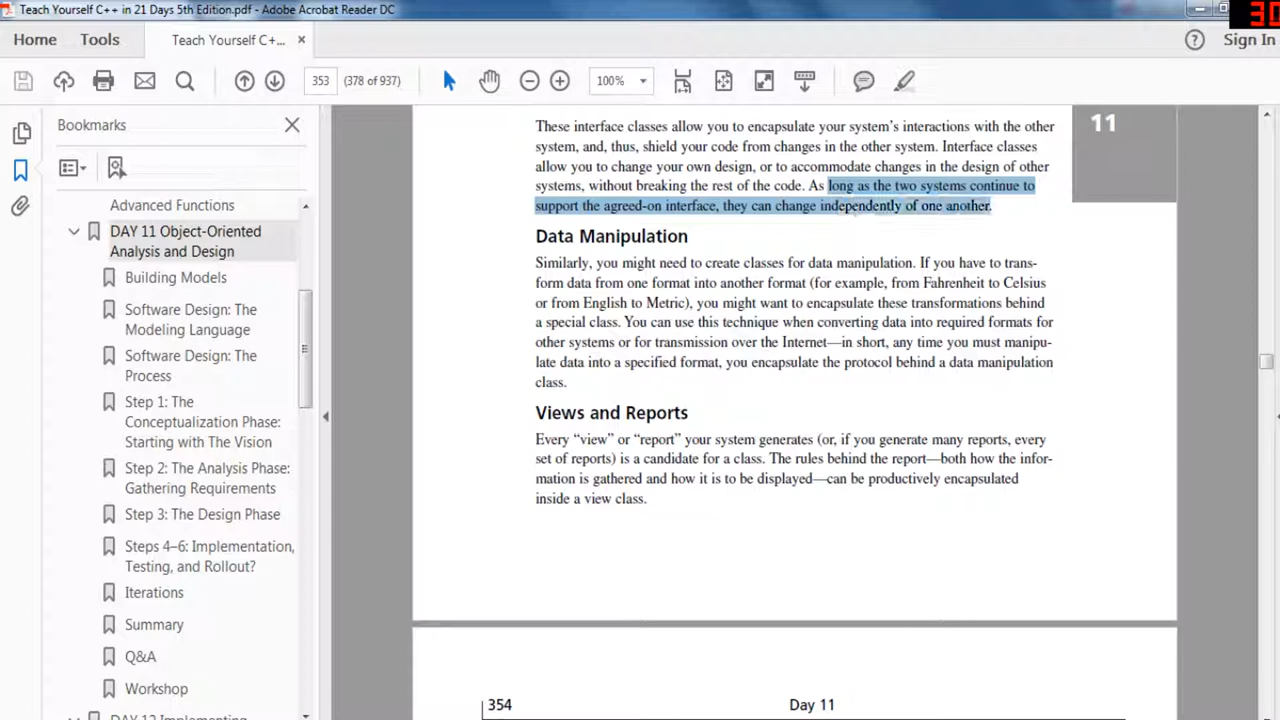 Teach Yourself C++ in 21 Days 5th Edition.pdf - Adobe Acrobat Reader DC
30
Home Tools Teach Yourself C+... × ? Sign In
353 (378 of 937) 100%
Bookmarks
Advanced Functions
DAY 11 Object-Oriented
Analysis and Design
Building Models
Software Design: The
Modeling Language
Software Design: The
Process
Step 1: The
Conceptualization Phase:
Starting with The Vision
Step 2: The Analysis Phase:
Gathering Requirements
Step 3: The Design Phase
Steps 4–6: Implementation,
Testing, and Rollout?
Iterations
Summary
Q&A
Workshop
DAY 12 Implementing
11
These interface classes allow you to encapsulate your system’s interactions with the other
system, and, thus, shield your code from changes in the other system. Interface classes
allow you to change your own design, or to accommodate changes in the design of other
systems, without breaking the rest of the code. As long as the two systems continue to
support the agreed-on interface, they can change independently of one another.
Data Manipulation
Similarly, you might need to create classes for data manipulation. If you have to trans-
form data from one format into another format (for example, from Fahrenheit to Celsius
or from English to Metric), you might want to encapsulate these transformations behind
a special class. You can use this technique when converting data into required formats for
other systems or for transmission over the Internet—in short, any time you must manipu-
late data into a specified format, you encapsulate the protocol behind a data manipulation
class.
Views and Reports
Every “view” or “report” your system generates (or, if you generate many reports, every
set of reports) is a candidate for a class. The rules behind the report—both how the infor-
mation is gathered and how it is to be displayed—can be productively encapsulated
inside a view class.
354 Day 11